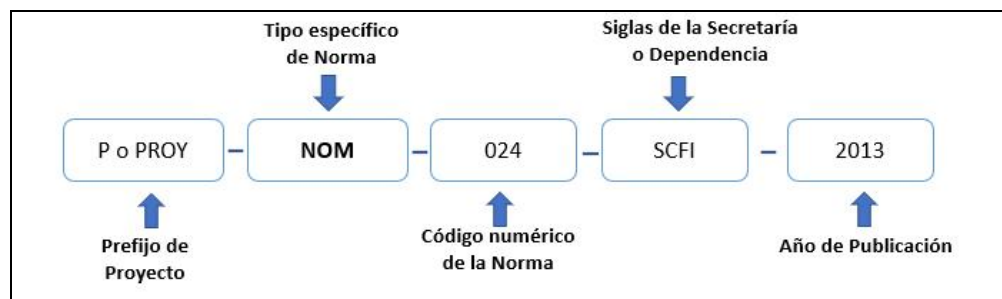 Tipo específico
de Norma
Siglas de la Secretaría
o Dependencia
P o PROY – NOM – 024 – SCFI – 2013
Prefijo de
Proyecto
Código numérico
de la Norma
Año de Publicación